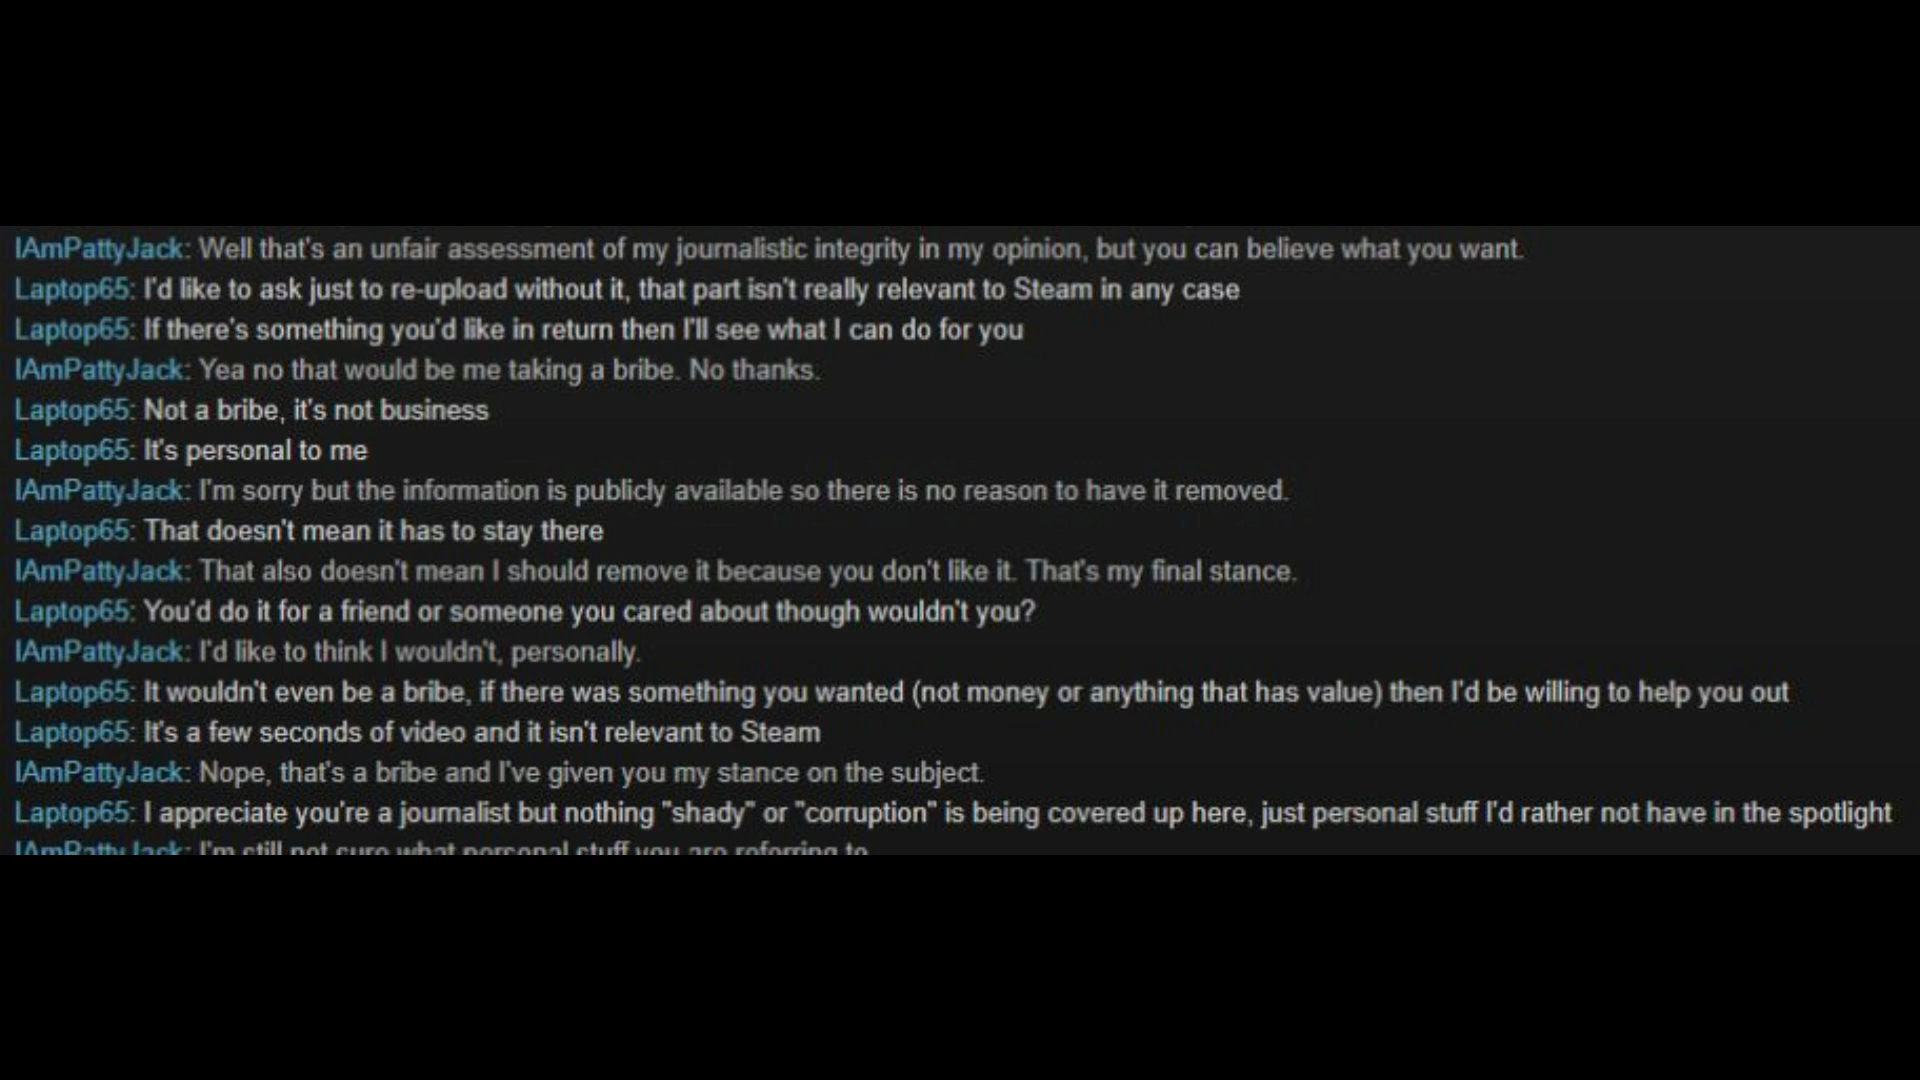 IAmPattyJack: Well that's an unfair assessment of my journalistic integrity in my opinion, but you can believe what you want.
Laptop65: I'd like to ask just to re-upload without it, that part isn't really relevant to Steam in any case
Laptop65: If there's something you'd like in return then I'll see what I can do for you
IAmPattyJack: Yea no that would be me taking a bribe. No thanks.
Laptop65: Not a bribe, it's not business
Laptop65: It's personal to me
IAmPattyJack: I'm sorry but the information is publicly available so there is no reason to have it removed.
Laptop65: That doesn't mean it has to stay there
IAmPattyJack: That also doesn't mean I should remove it because you don't like it. That's my final stance.
Laptop65: You'd do it for a friend or someone you cared about though wouldn't you?
IAmPattyJack: I'd like to think I wouldn't, personally.
Laptop65: It wouldn't even be a bribe, if there was something you wanted (not money or anything that has value) then I'd be willing to help you out
Laptop65: It's a few seconds of video and it isn't relevant to Steam
IAmPattyJack: Nope, that's a bribe and I've given you my stance on the subject.
Laptop65: I appreciate you're a journalist but nothing "shady" or "corruption" is being covered up here, just personal stuff I'd rather not have in the spotlight
IAmPattyJack: I'm still not sure what personal stuff you are referring to